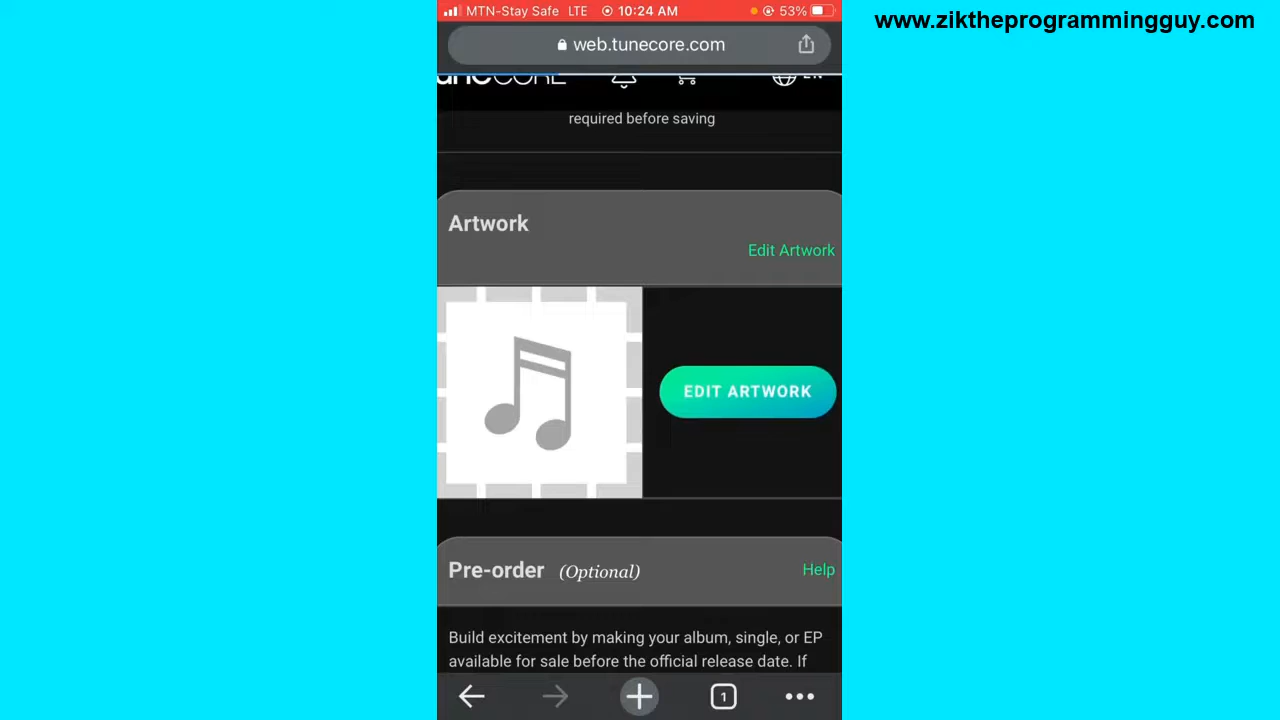 MTN-Stay Safe LTE 10:24 AM 53%
www.ziktheprogrammingguy.com
web.tunecore.com
required before saving
Artwork
Edit Artwork
EDIT ARTWORK
Pre-order (Optional)
Help
Build excitement by making your album, single, or EP
available for sale before the official release date. If
1